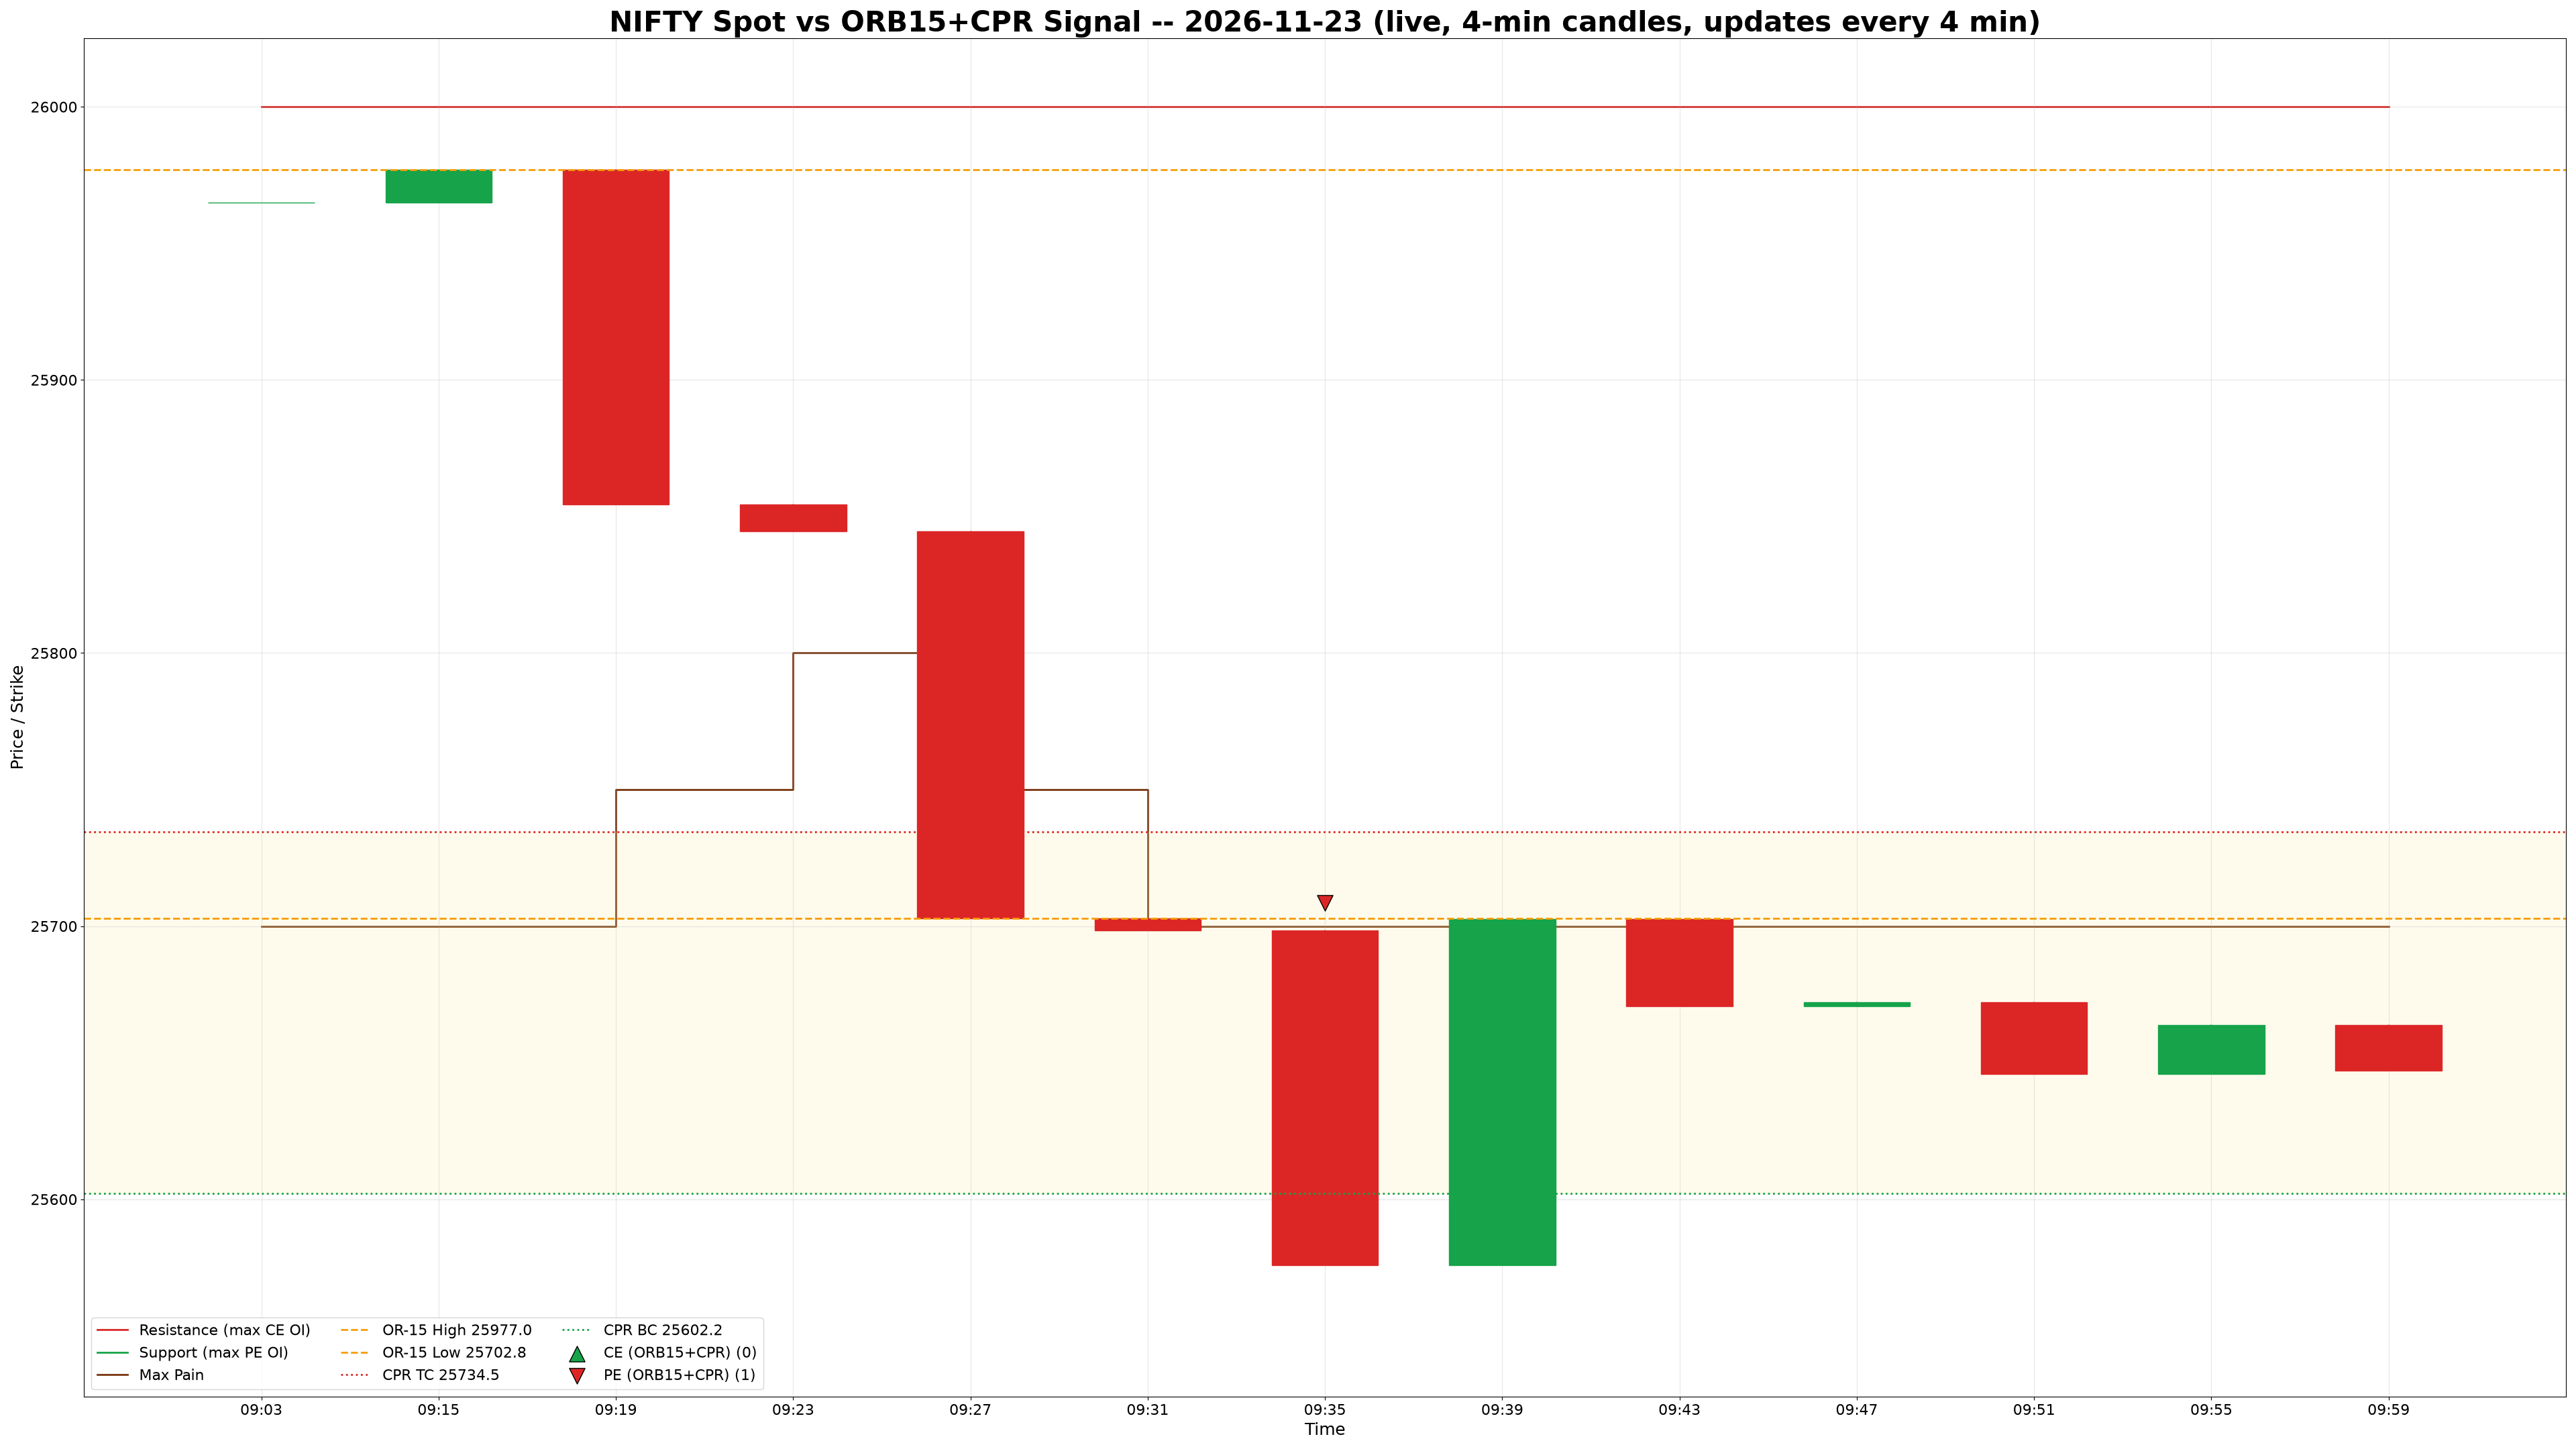 NIFTY Spot vs ORB15+CPR Signal -- 2026-11-23 (live, 4-min candles, updates every 4 min)
Price / Strike
26000
25900
25800
25700
25600
Resistance (max CE OI)
Support (max PE OI)
Max Pain
OR-15 High 25977.0
OR-15 Low 25702.8
CPR TC 25734.5
CPR BC 25602.2
CE (ORB15+CPR) (0)
PE (ORB15+CPR) (1)
09:03 09:15 09:19 09:23 09:27 09:31 09:35 09:39 09:43 09:47 09:51 09:55 09:59
Time